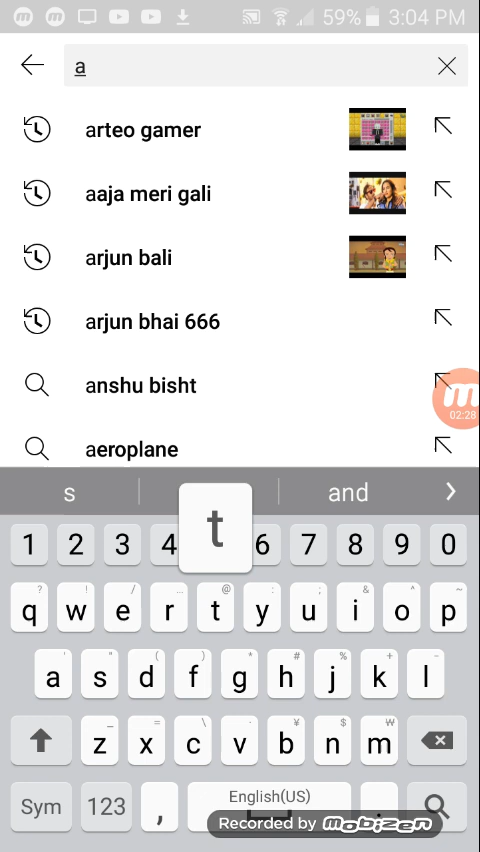 59% 3:04 PM
a
arteo gamer
aaja meri gali
arjun bali
arjun bhai 666
anshu bisht
m
02:28
aeroplane
s and
t
1 2 3 4 6 7 8 9 0
? ! / ... @ : ; & ^ ~
q w e r t y u i o p
' " ( ) * # % + -
a s d f g h j k l
_ = \ · ¥ $ ₩
z x c v b n m
Sym 123 , English(US) .
Recorded by mobizen